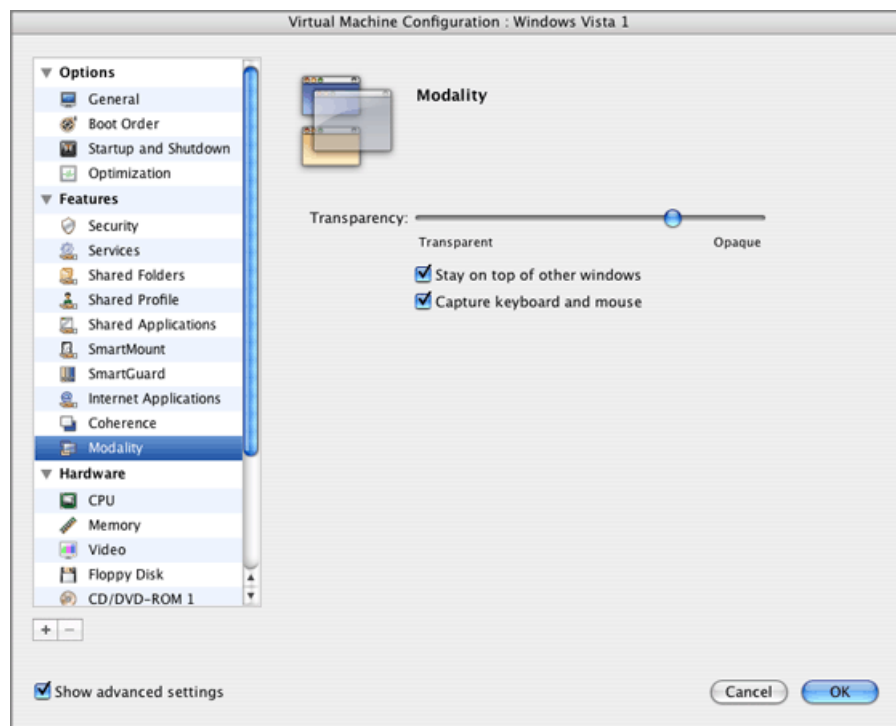 Virtual Machine Configuration : Windows Vista 1
Options
General
Boot Order
Startup and Shutdown
Optimization
Features
Security
Services
Shared Folders
Shared Profile
Shared Applications
SmartMount
SmartGuard
Internet Applications
Coherence
Modality
Hardware
CPU
Memory
Video
Floppy Disk
CD/DVD-ROM 1
+ −
Show advanced settings
Modality
Transparency:
Transparent Opaque
Stay on top of other windows
Capture keyboard and mouse
Cancel OK